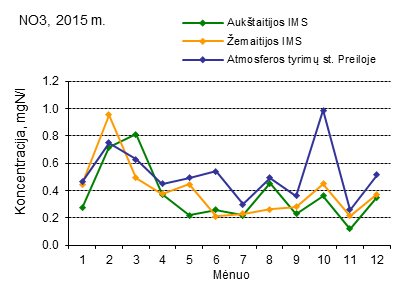 NO3, 2015 m.
Aukštaitijos IMS
Žemaitijos IMS
Atmosferos tyrimų st. Preiloje
Koncentracija, mgN/l
1.2
1.0
0.8
0.6
0.4
0.2
0.0
1 2 3 4 5 6 7 8 9 10 11 12
Mėnuo